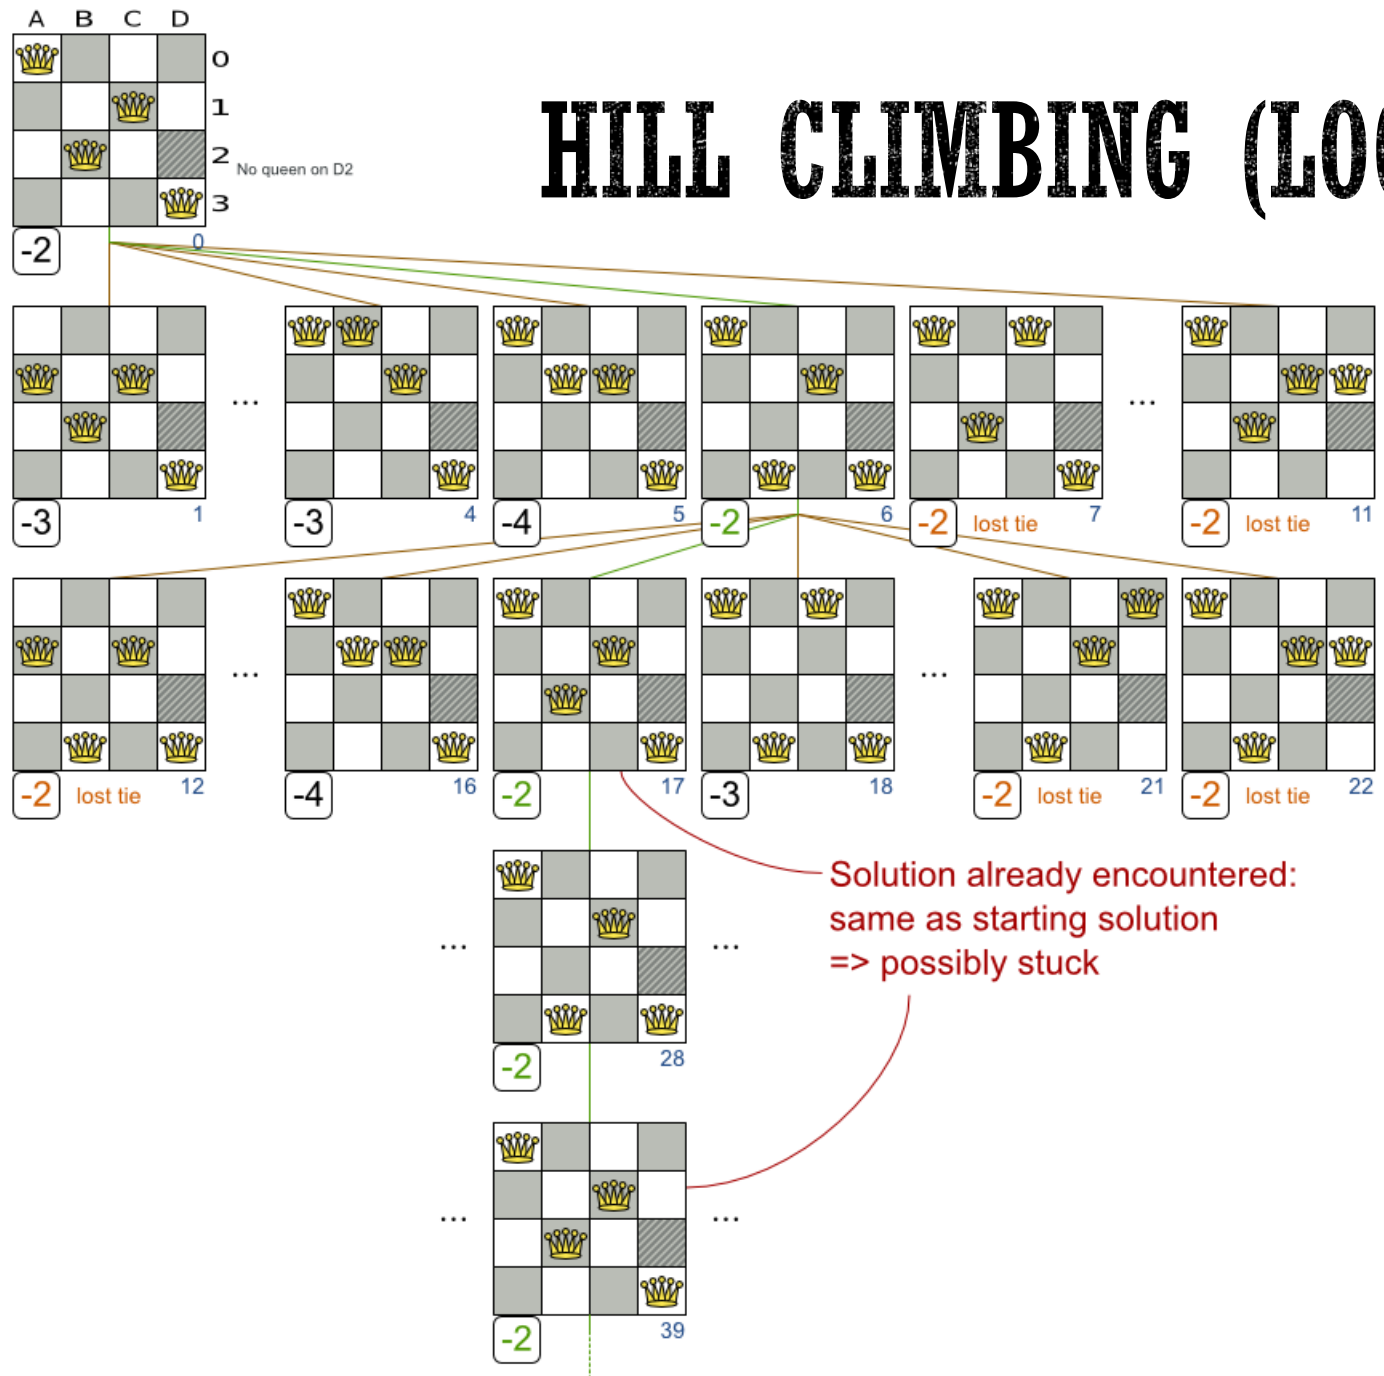 A B C D
0
1
2 No queen on D2
3
HILL CLIMBING (LOO
-2 0
... ...
-3 1 -3 4 -4 5 -2 6 -2 lost tie 7 -2 lost tie 11
... ...
-2 lost tie 12 -4 16 -2 17 -3 18 -2 lost tie 21 -2 lost tie 22
Solution already encountered:
same as starting solution
=> possibly stuck
... ...
-2 28
... ...
-2 39